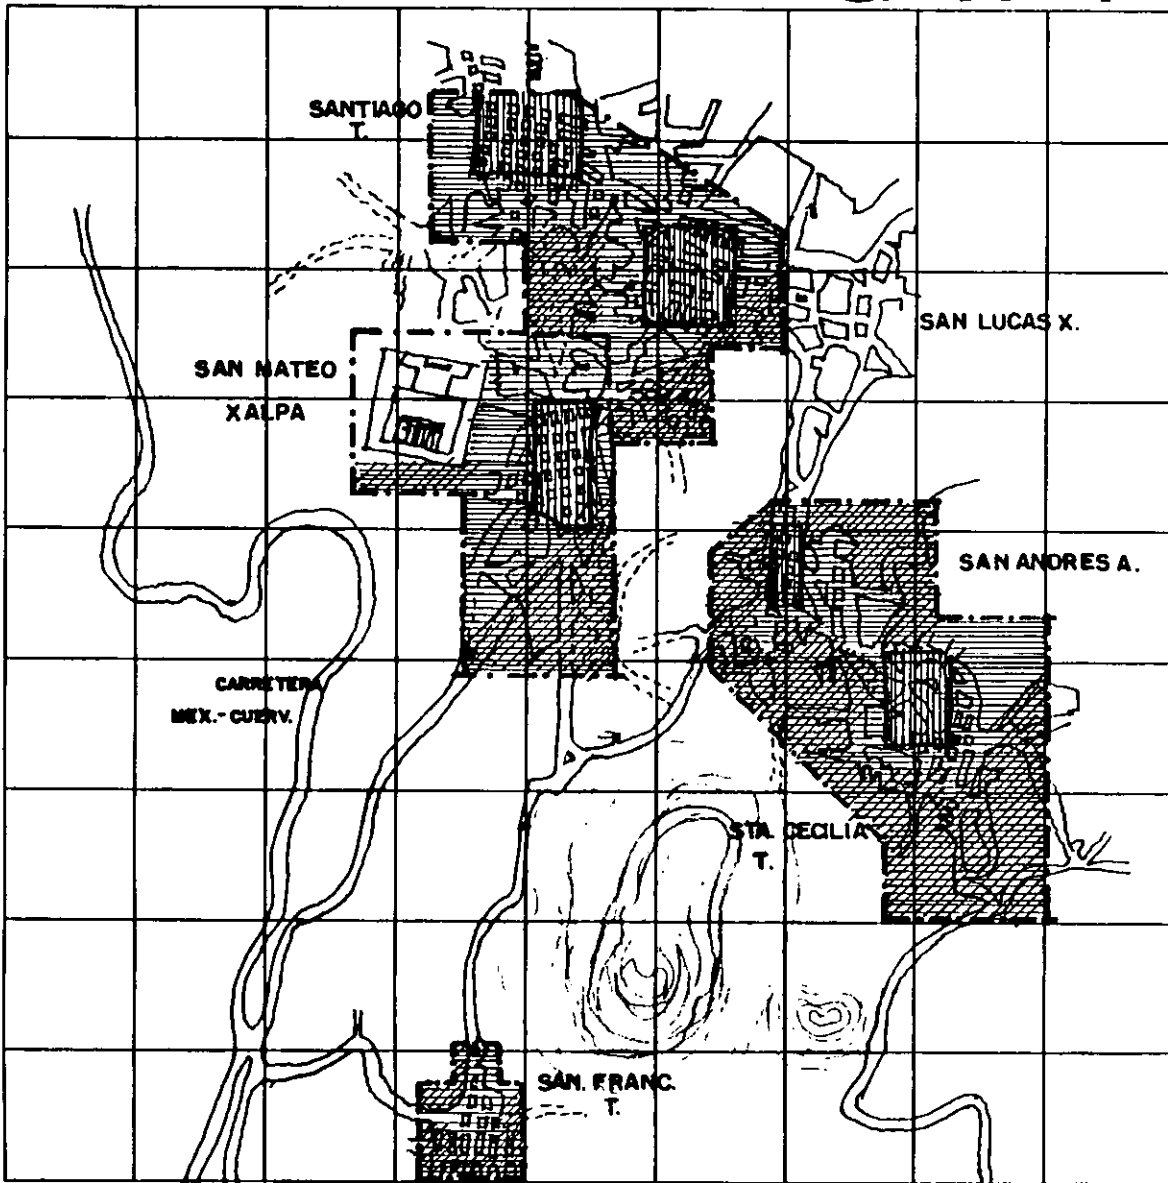 SANTIAGO
T.
SAN LUCAS X.
SAN MATEO
XALPA
SAN ANDRES A.
CARRETERA
MEX.-CUERV.
STA. CECILIA
T.
SAN. FRANC.
T.